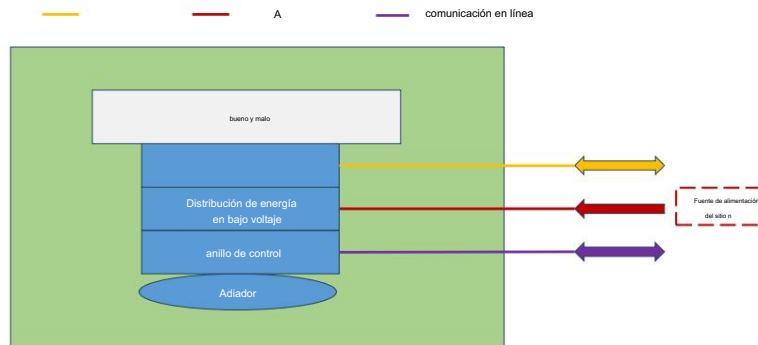 A
comunicación en línea
bueno y malo
Distribución de energía
en bajo voltaje
anillo de control
Adiador
Fuente de alimentación
del sitio n